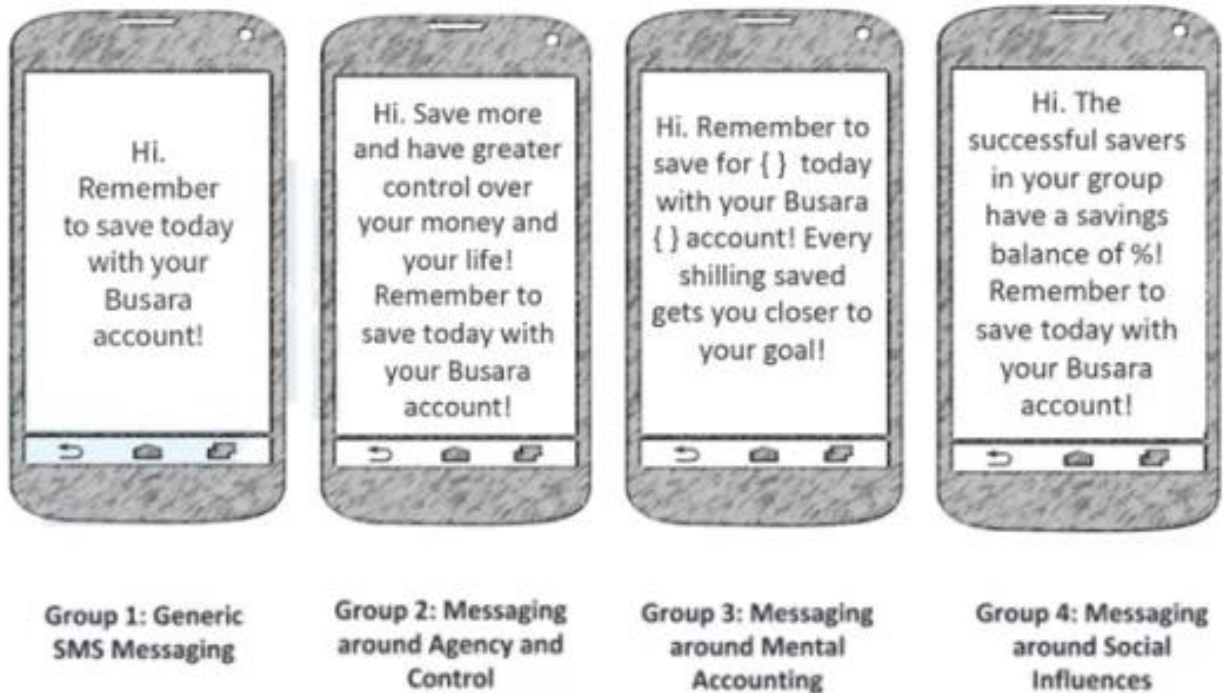 Hi.
Remember
to save today
with your
Busara
account!
Hi. Save more
and have greater
control over
your money and
your life!
Remember to
save today with
your Busara
account!
Hi. Remember to
save for { } today
with your Busara
{ } account! Every
shilling saved
gets you closer to
your goal!
Hi. The
successful savers
in your group
have a savings
balance of %!
Remember to
save today with
your Busara
account!
Group 1: Generic
SMS Messaging
Group 2: Messaging
around Agency and
Control
Group 3: Messaging
around Mental
Accounting
Group 4: Messaging
around Social
Influences